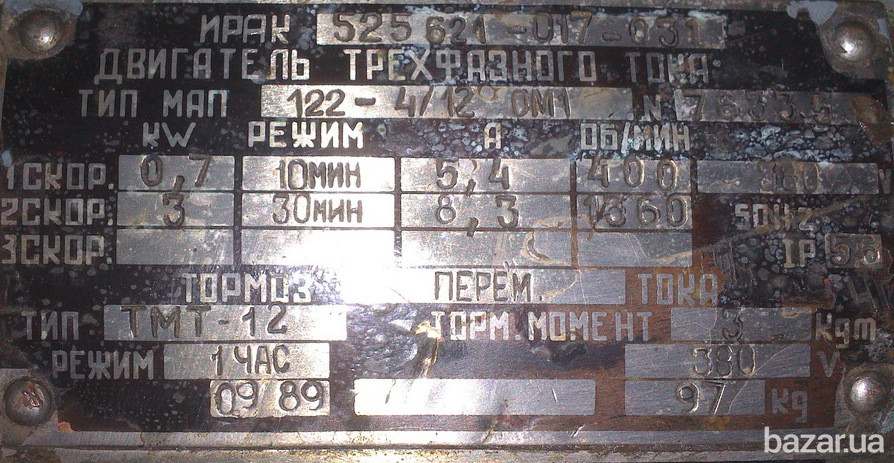 ИРАК 525 621-017-031
ДВИГАТЕЛЬ ТРЕХФАЗНОГО ТОКА
ТИП МАП 122-4/12 ОМ1 N
KW РЕЖИМ А ОБ/МИН
1СКОР. 0,7 10МИН 5,4 400 380 V
2СКОР. 3 30МИН 8,3 1360 50HZ
3СКОР. IP55
ТОРМОЗ ПЕРЕМ. ТОКА
ТИП ТМТ-12 ТОРМ. МОМЕНТ 3 Kgm
РЕЖИМ 1 ЧАС 380 V
09 89 97 Kg
bazar.ua